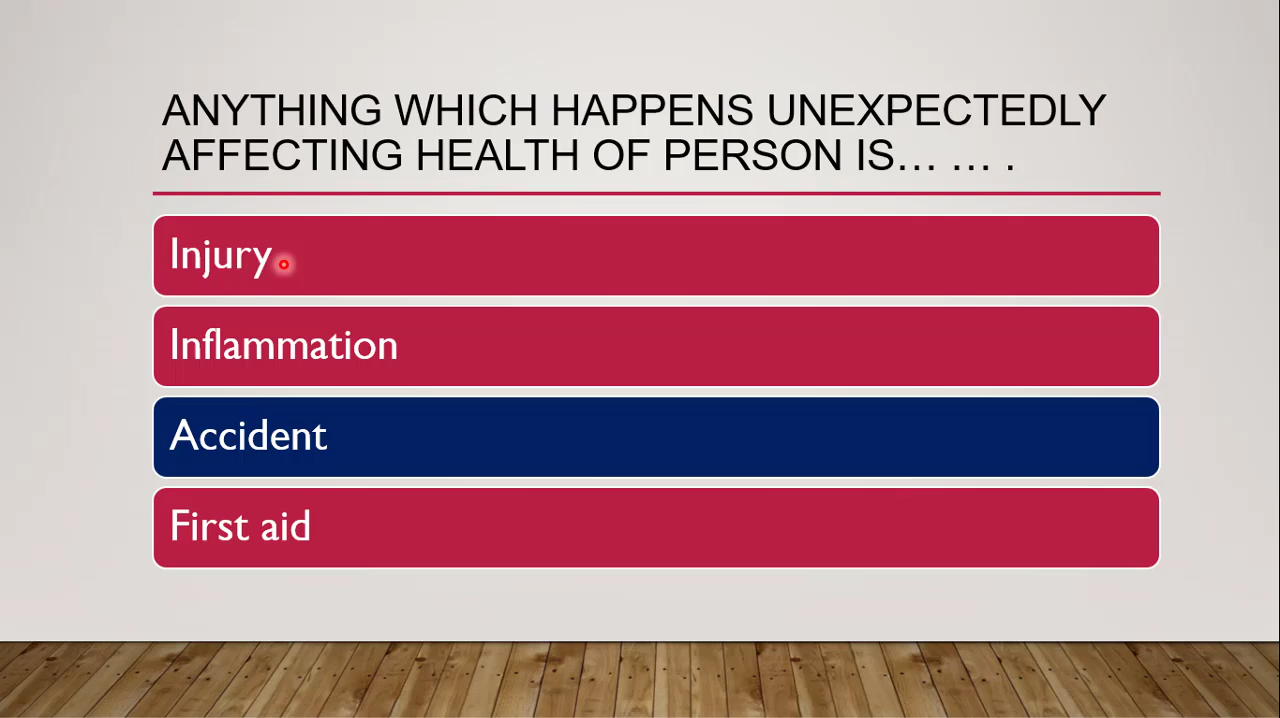 ANYTHING WHICH HAPPENS UNEXPECTEDLY
AFFECTING HEALTH OF PERSON IS… … .
Injury
Inflammation
Accident
First aid